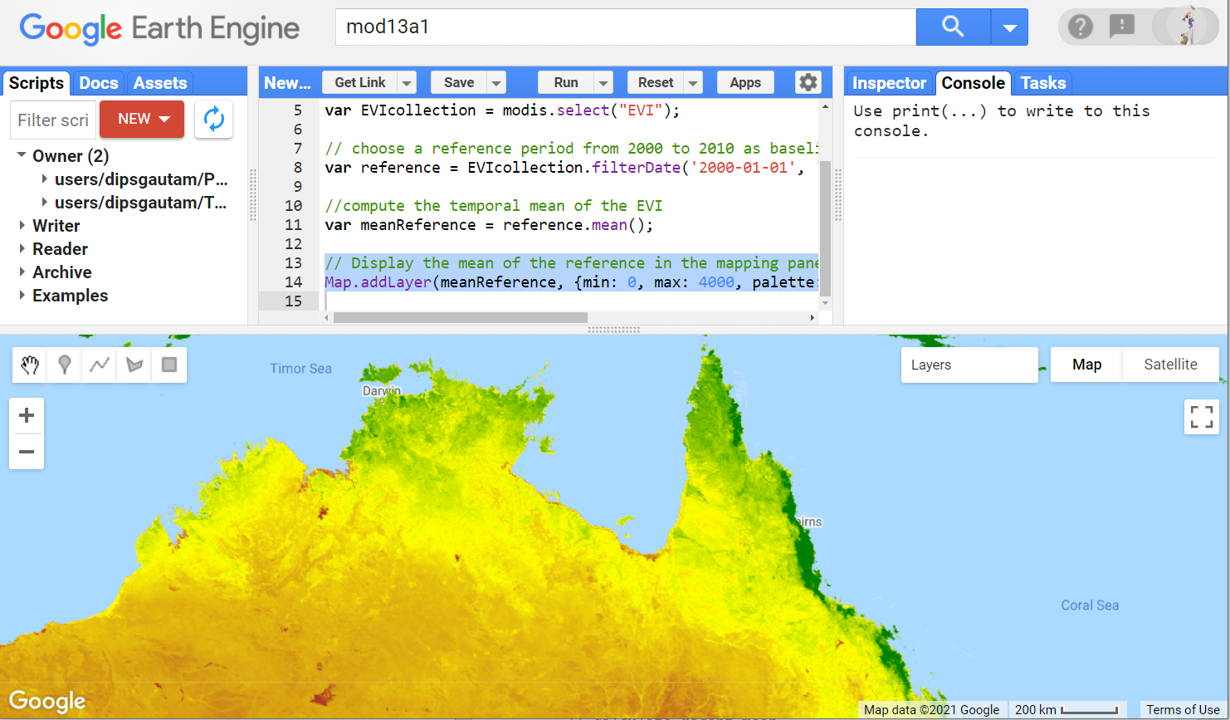 Google Earth Engine
mod13a1
Scripts Docs Assets
Filter scri
NEW
Owner (2)
users/dipsgautam/P...
users/dipsgautam/T...
Writer
Reader
Archive
Examples
New... Get Link Save Run Reset Apps
5 var EVIcollection = modis.select("EVI");
6
7 // choose a reference period from 2000 to 2010 as baseli
8 var reference = EVIcollection.filterDate('2000-01-01',
9
10 //compute the temporal mean of the EVI
11 var meanReference = reference.mean();
12
13 // Display the mean of the reference in the mapping pane
14 Map.addLayer(meanReference, {min: 0, max: 4000, palette:
15
Inspector Console Tasks
Use print(...) to write to this
console.
Timor Sea
Darwin
Layers
Map Satellite
irns
Coral Sea
Google
Map data ©2021 Google 200 km Terms of Use